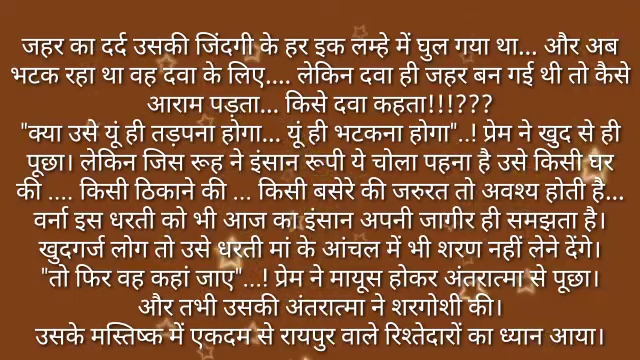 जहर का दर्द उसकी जिंदगी के हर इक लम्हे में घुल गया था... और अब
भटक रहा था वह दवा के लिए.... लेकिन दवा ही जहर बन गई थी तो कैसे
आराम पड़ता... किसे दवा कहता!!!???
"क्या उसे यूं ही तड़पना होगा... यूं ही भटकना होगा"..! प्रेम ने खुद से ही
पूछा। लेकिन जिस रूह ने इंसान रूपी ये चोला पहना है उसे किसी घर
की .... किसी ठिकाने की ... किसी बसेरे की जरुरत तो अवश्य होती है...
वर्ना इस धरती को भी आज का इंसान अपनी जागीर ही समझता है।
खुदगर्ज लोग तो उसे धरती मां के आंचल में भी शरण नहीं लेने देंगे।
"तो फिर वह कहां जाए"...! प्रेम ने मायूस होकर अंतरात्मा से पूछा।
और तभी उसकी अंतरात्मा ने शरगोशी की।
उसके मस्तिष्क में एकदम से रायपुर वाले रिश्तेदारों का ध्यान आया।